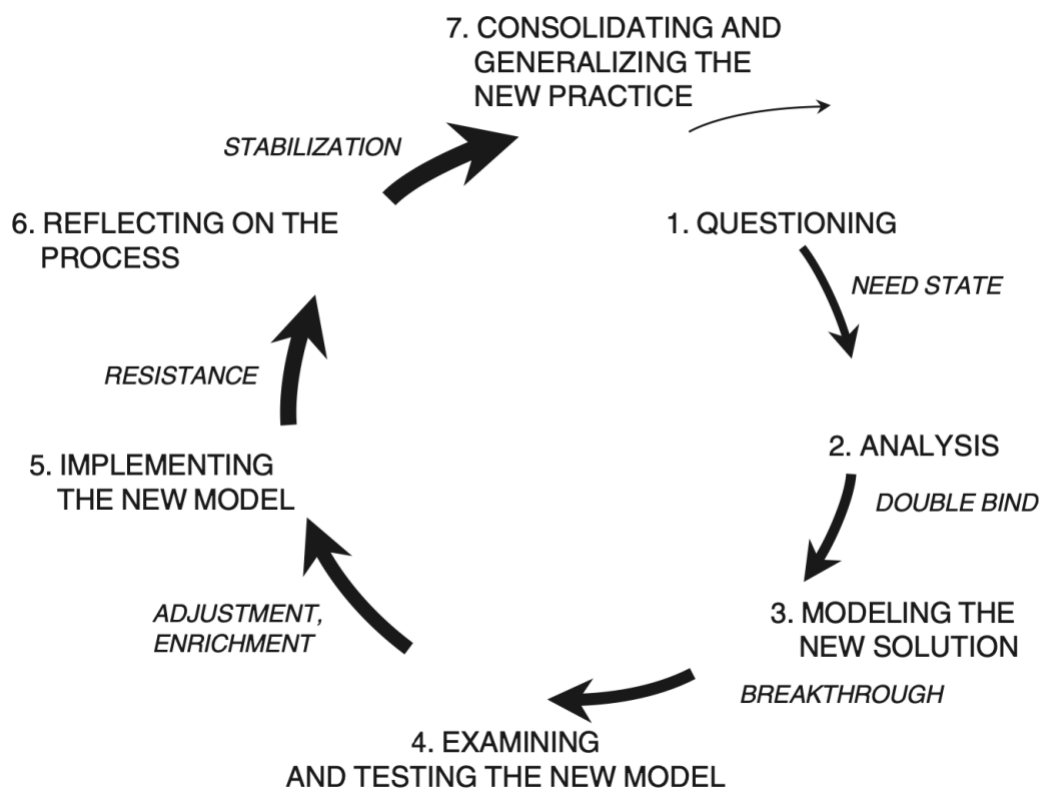 7. CONSOLIDATING AND
GENERALIZING THE
NEW PRACTICE
STABILIZATION
6. REFLECTING ON THE
PROCESS
1. QUESTIONING
NEED STATE
RESISTANCE
2. ANALYSIS
5. IMPLEMENTING
THE NEW MODEL
DOUBLE BIND
ADJUSTMENT,
ENRICHMENT
3. MODELING THE
NEW SOLUTION
BREAKTHROUGH
4. EXAMINING
AND TESTING THE NEW MODEL